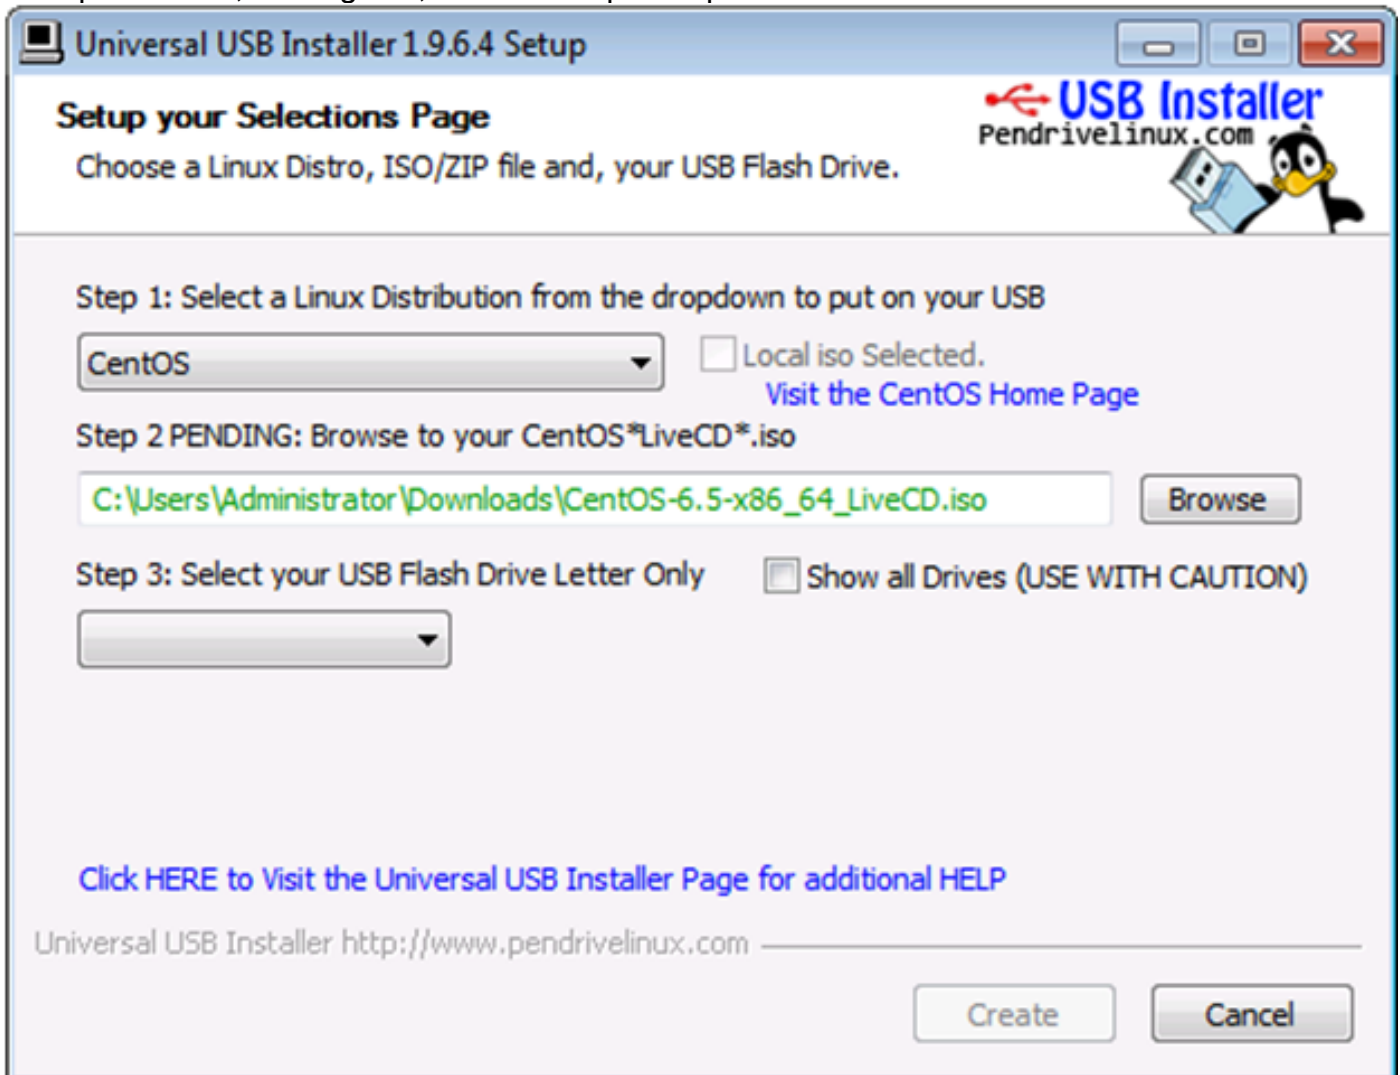 Universal USB Installer 1.9.6.4 Setup
USB Installer
Pendrivelinux.com
Setup your Selections Page
Choose a Linux Distro, ISO/ZIP file and, your USB Flash Drive.
Step 1: Select a Linux Distribution from the dropdown to put on your USB
CentOS
Local iso Selected.
Visit the CentOS Home Page
Step 2 PENDING: Browse to your CentOS*LiveCD*.iso
C:\Users\Administrator\Downloads\CentOS-6.5-x86_64_LiveCD.iso
Browse
Step 3: Select your USB Flash Drive Letter Only
Show all Drives (USE WITH CAUTION)
Click HERE to Visit the Universal USB Installer Page for additional HELP
Universal USB Installer http://www.pendrivelinux.com
Create
Cancel